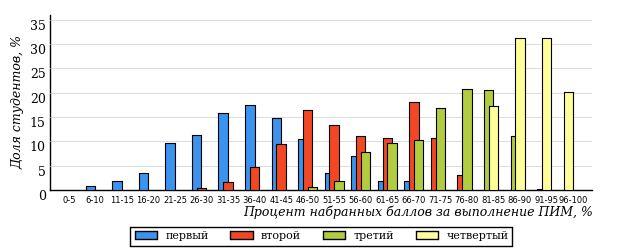 Доля студентов, %
35
30
25
20
15
10
5
0
0-5 6-10 11-15 16-20 21-25 26-30 31-35 36-40 41-45 46-50 51-55 56-60 61-65 66-70 71-75 76-80 81-85 86-90 91-95 96-100
Процент набранных баллов за выполнение ПИМ, %
первый второй третий четвертый